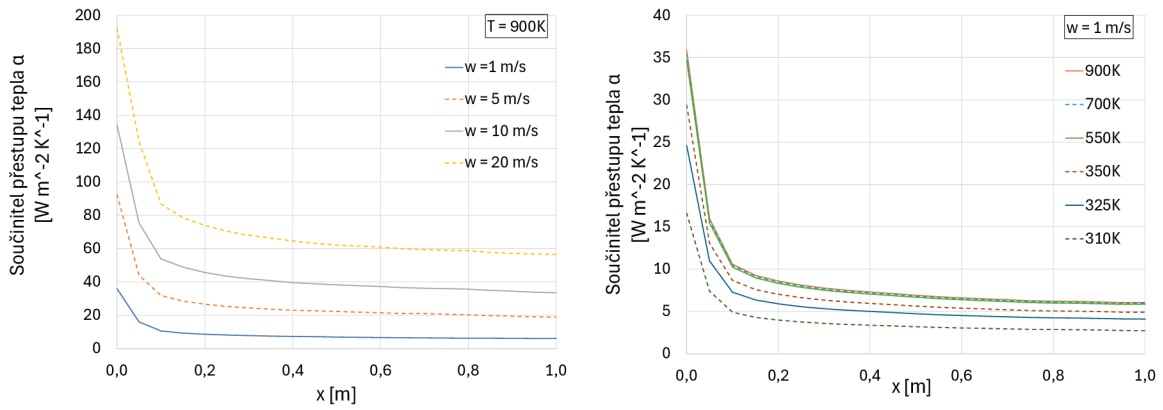 Součinitel přestupu tepla α
[W m^-2 K^-1]
200
180
160
140
120
100
80
60
40
20
0
0,0
0,2
0,4
0,6
0,8
1,0
x [m]
T = 900K
w =1 m/s
w = 5 m/s
w = 10 m/s
w = 20 m/s
Součinitel přestupu tepla α
[W m^-2 K^-1]
40
35
30
25
20
15
10
5
0
0,0
0,2
0,4
0,6
0,8
1,0
x [m]
w = 1 m/s
900K
700K
550K
350K
325K
310K